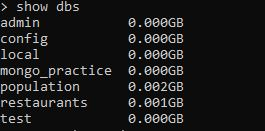 > show dbs
admin           0.000GB
config          0.000GB
local           0.000GB
mongo_practice  0.000GB
population      0.002GB
restaurants     0.001GB
test            0.000GB